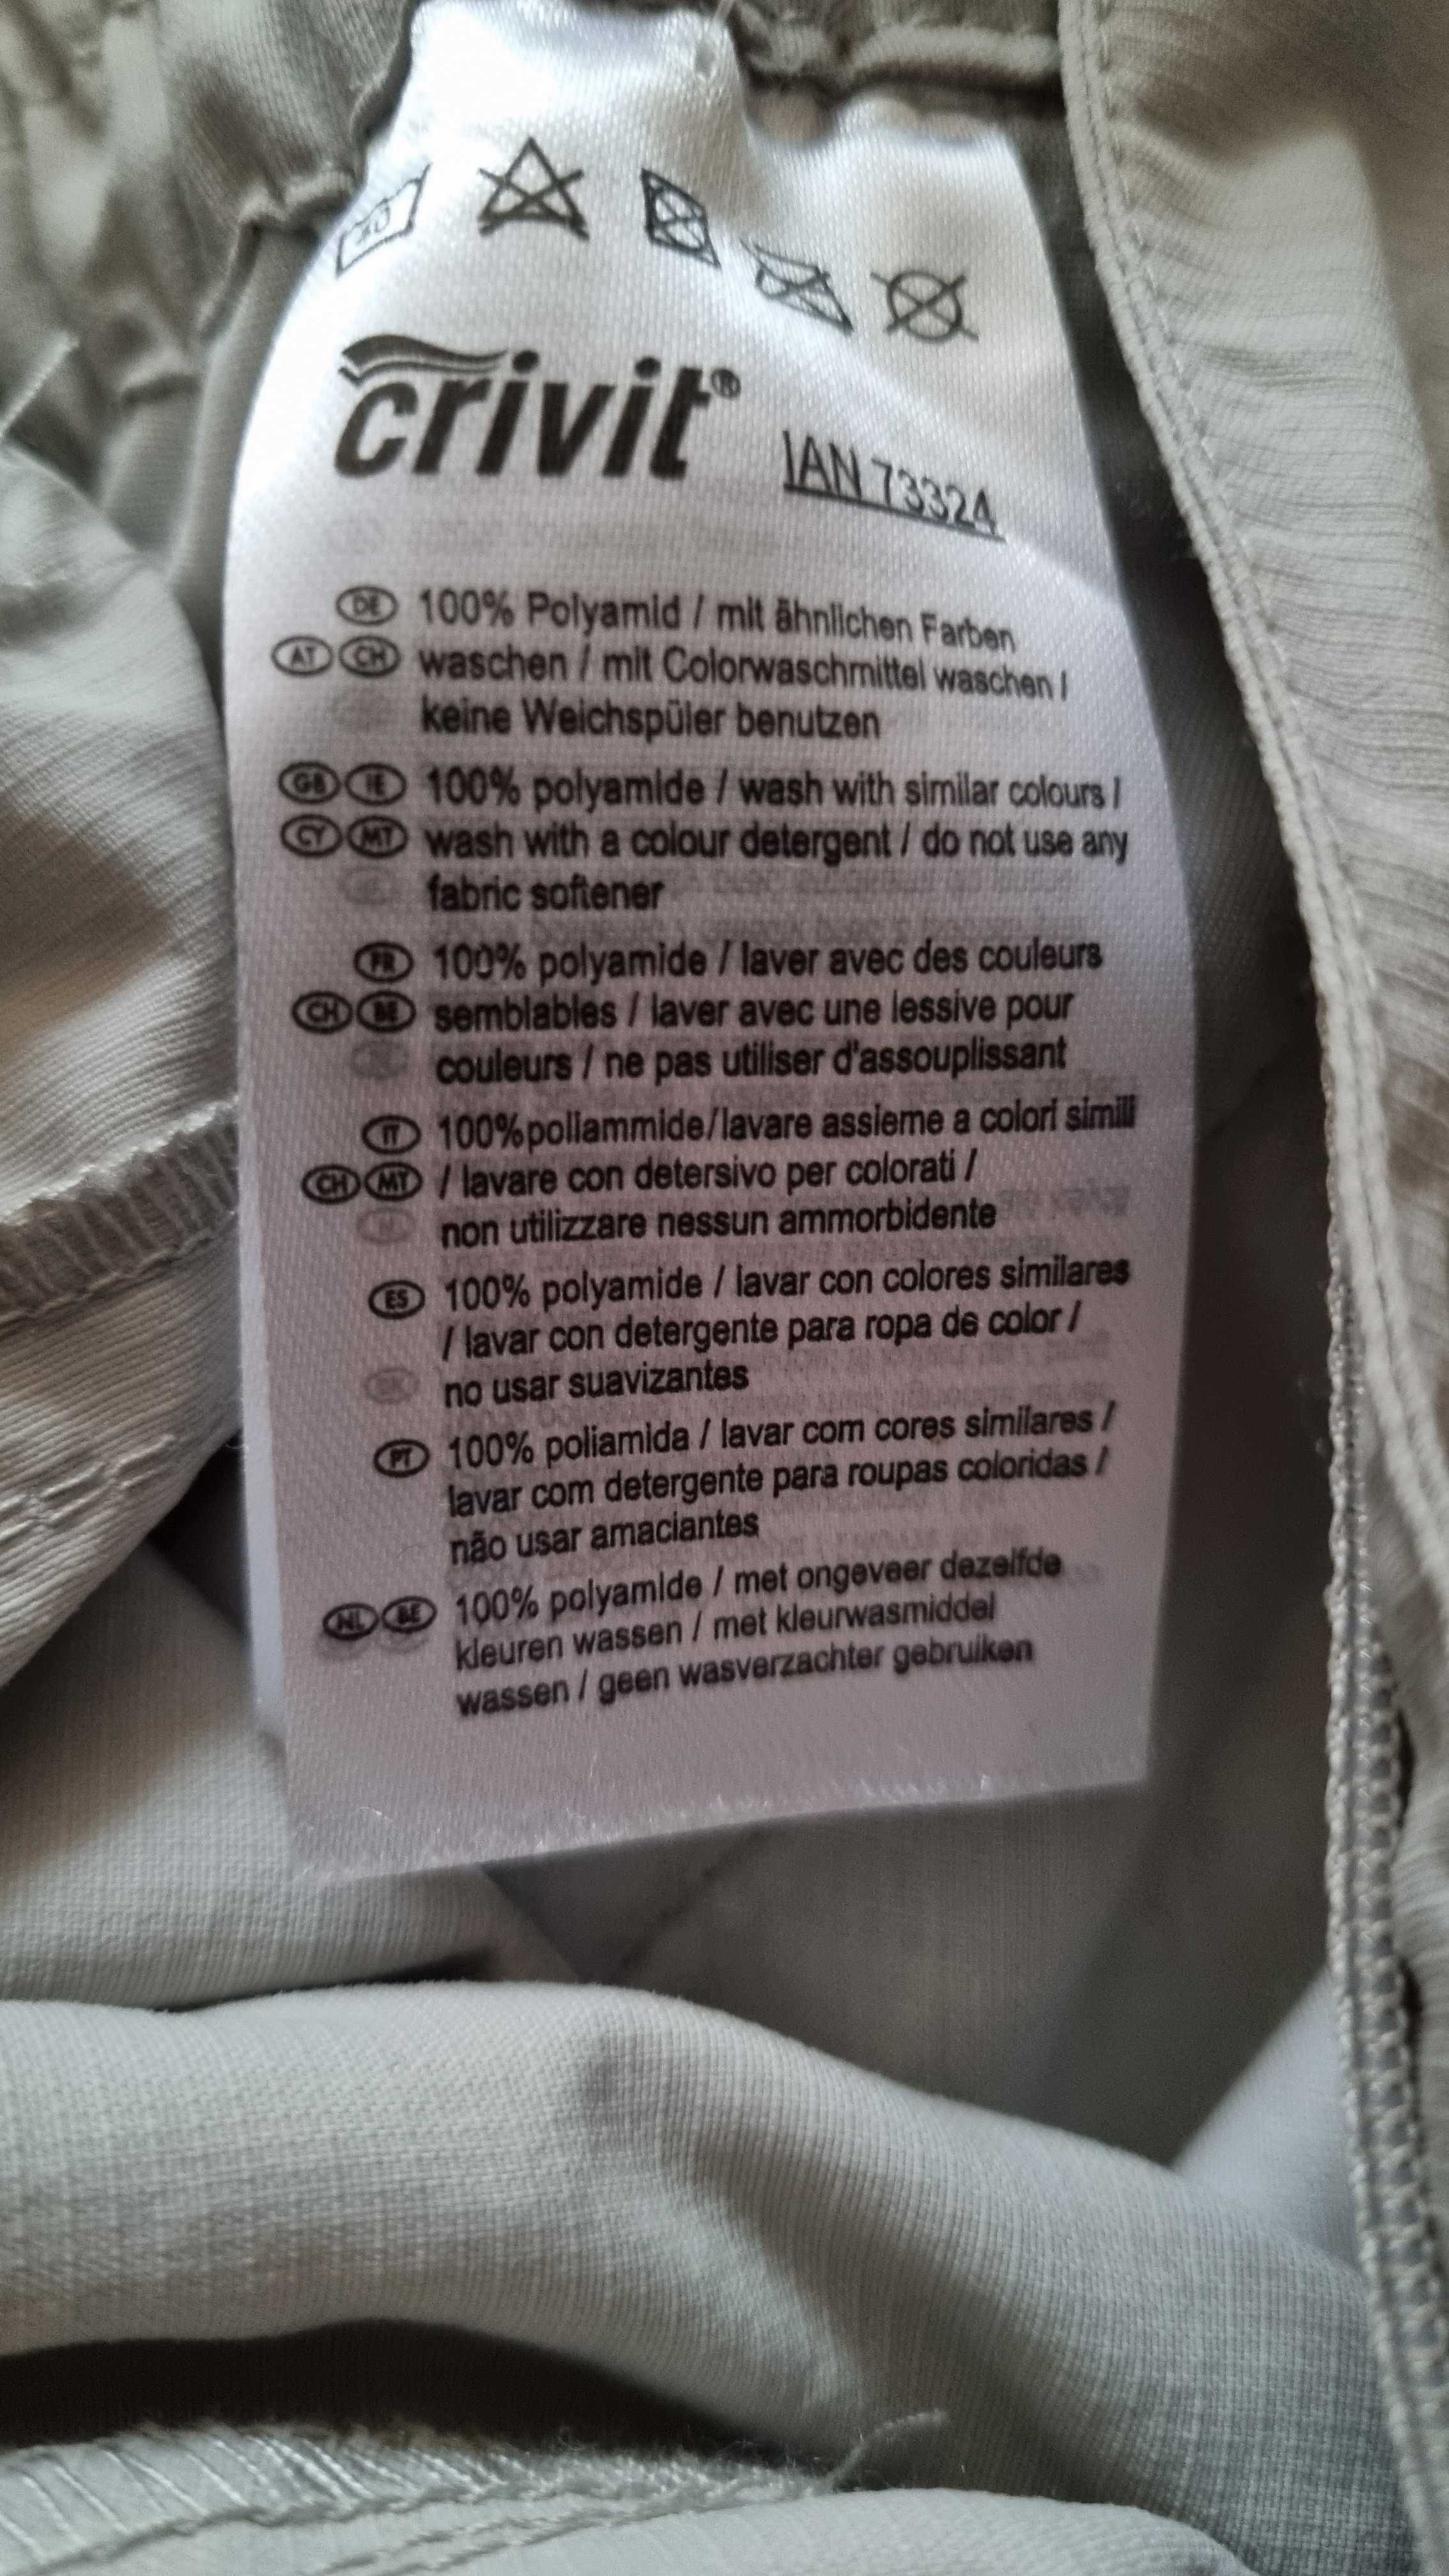 40
crivit®
IAN 73324
DE 100% Polyamid / mit ähnlichen Farben
AT CH waschen / mit Colorwaschmittel waschen /
keine Weichspüler benutzen
GB IE 100% polyamide / wash with similar colours /
CY MT wash with a colour detergent / do not use any
fabric softener
FR 100% polyamide / laver avec des couleurs
CH BE semblables / laver avec une lessive pour
couleurs / ne pas utiliser d'assouplissant
IT 100%poliammide/lavare assieme a colori simili
CH MT / lavare con detersivo per colorati /
non utilizzare nessun ammorbidente
ES 100% polyamide / lavar con colores similares
/ lavar con detergente para ropa de color /
no usar suavizantes
PT 100% poliamida / lavar com cores similares /
lavar com detergente para roupas coloridas /
não usar amaciantes
NL BE 100% polyamide / met ongeveer dezelfde
kleuren wassen / met kleurwasmiddel
wassen / geen wasverzachter gebruiken